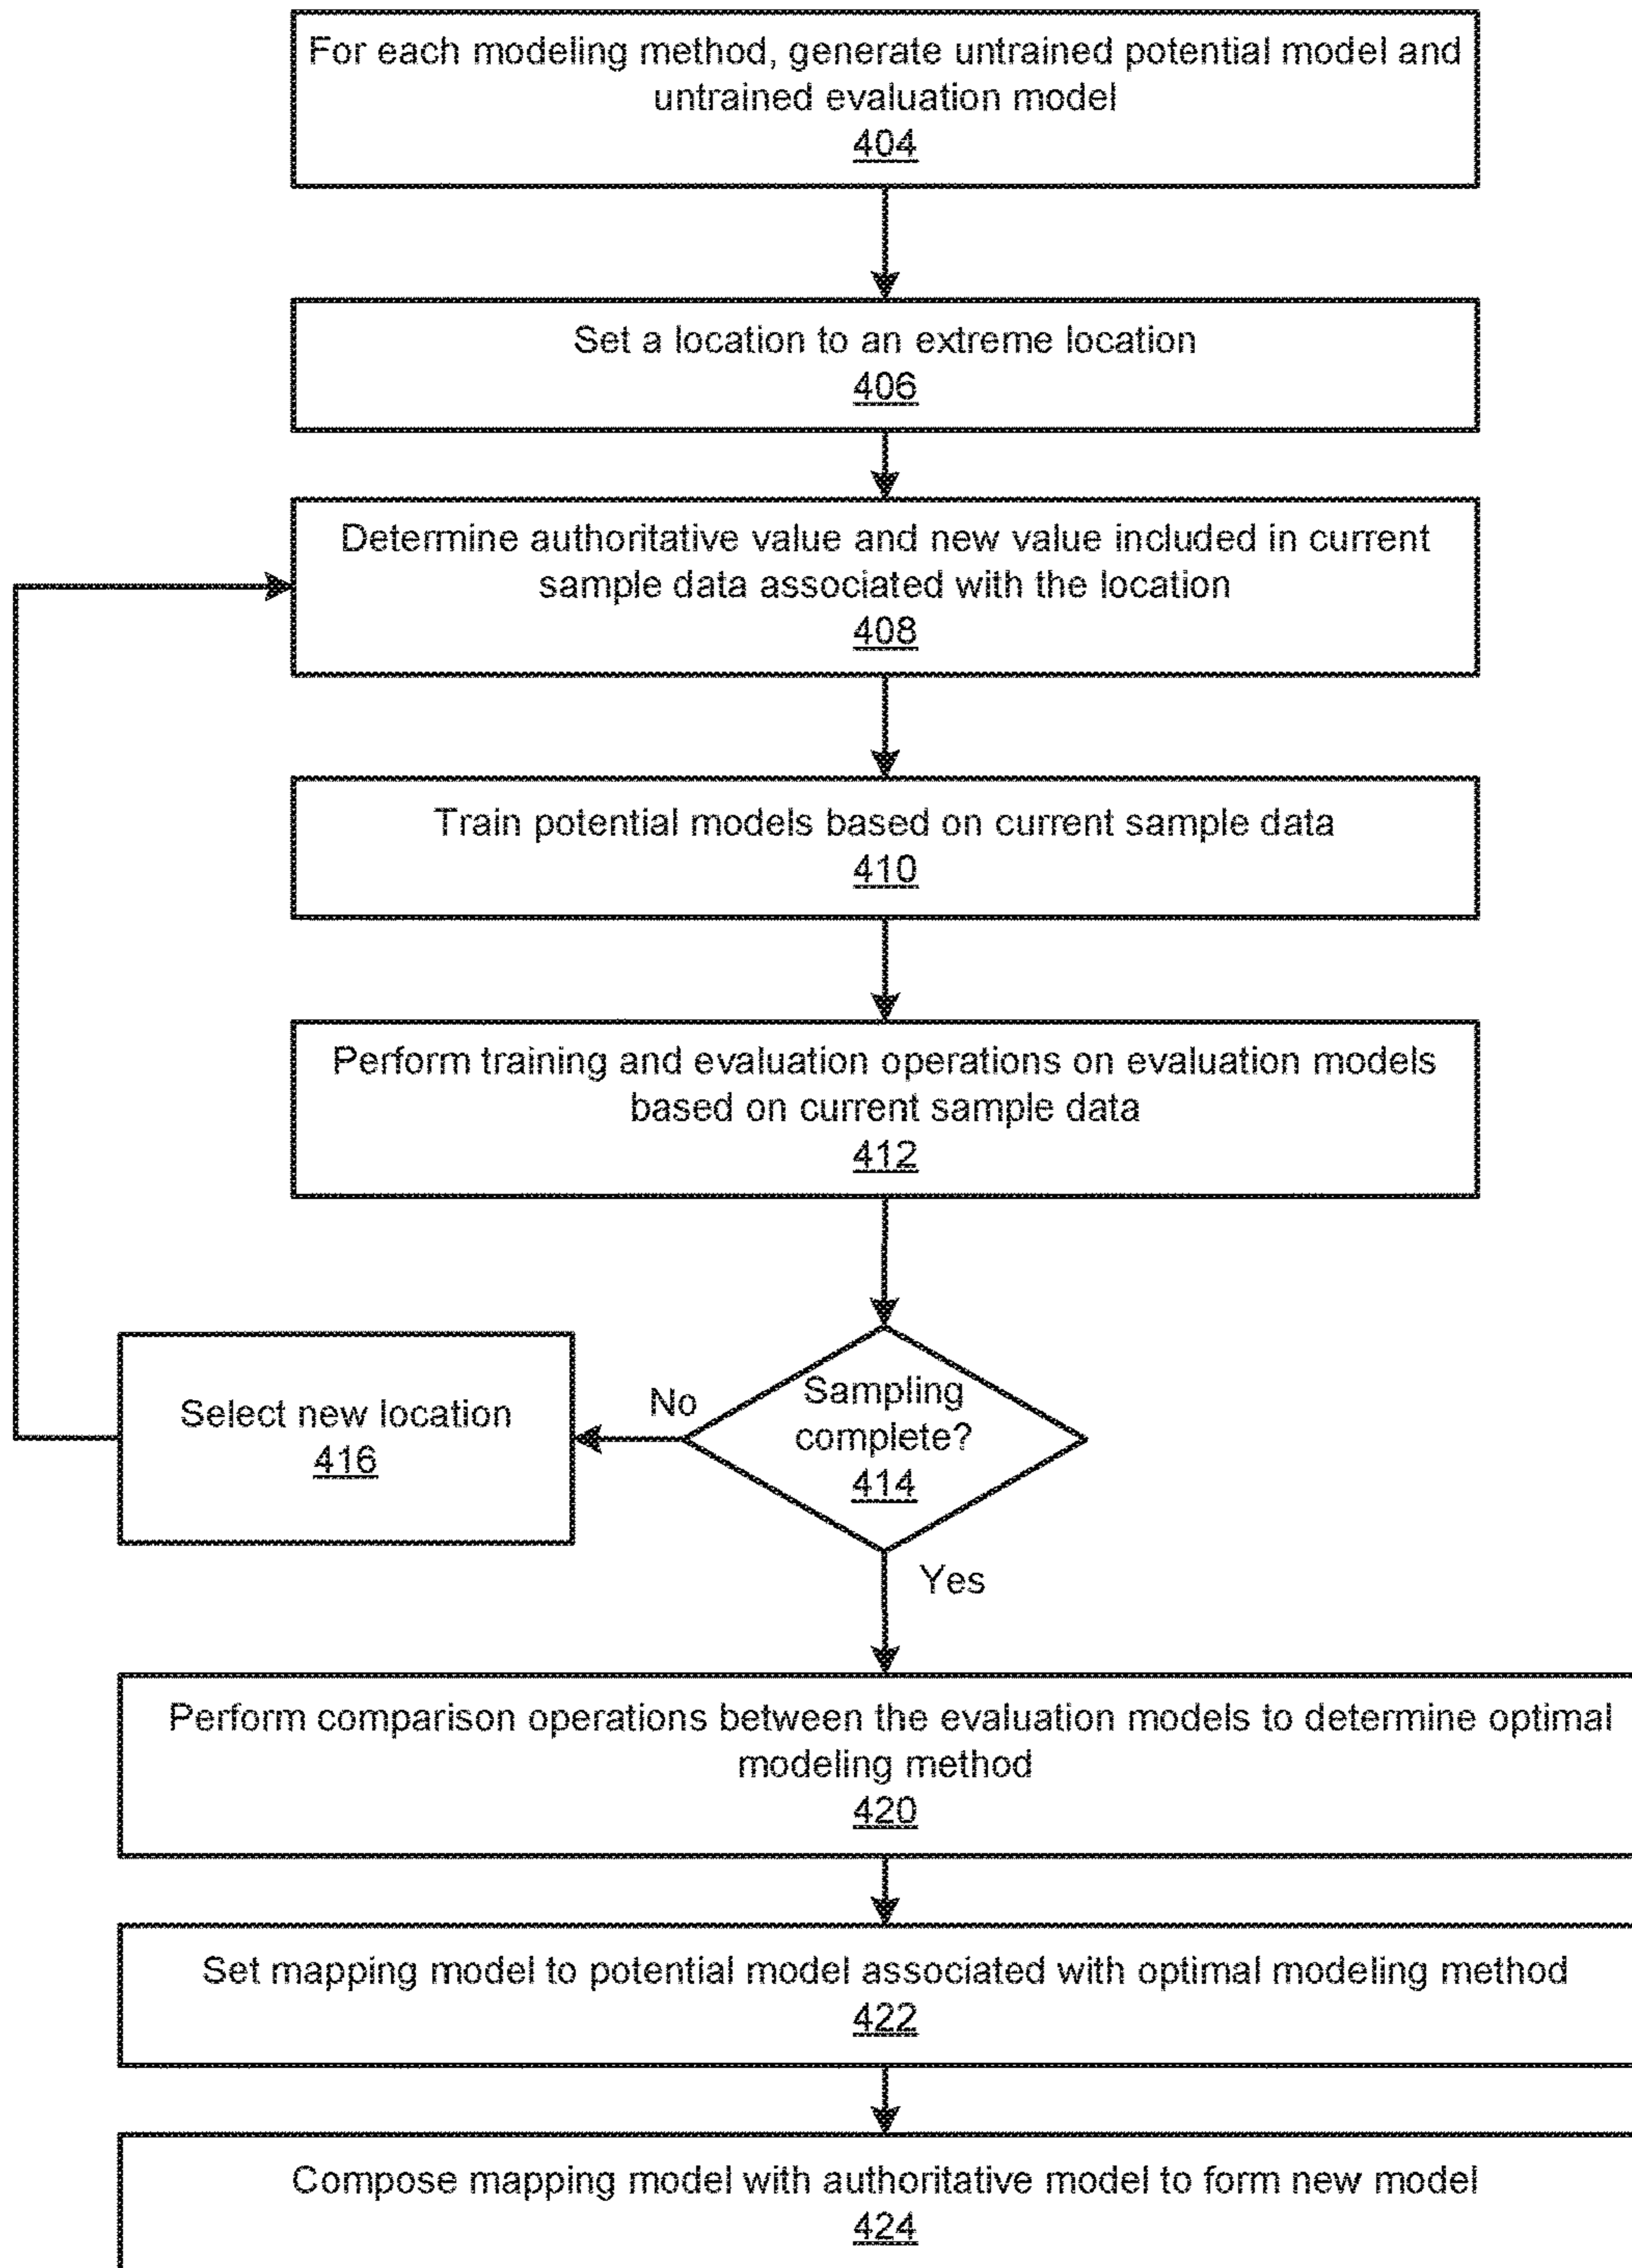 For each modeling method, generate untrained potential model and
untrained evaluation model
404
Set a location to an extreme location
406
Determine authoritative value and new value included in current
sample data associated with the location
408
Train potential models based on current sample data
410
Perform training and evaluation operations on evaluation models
based on current sample data
412
Sampling
complete?
414
No
Select new location
416
Yes
Perform comparison operations between the evaluation models to determine optimal
modeling method
420
Set mapping model to potential model associated with optimal modeling method
422
Compose mapping model with authoritative model to form new model
424